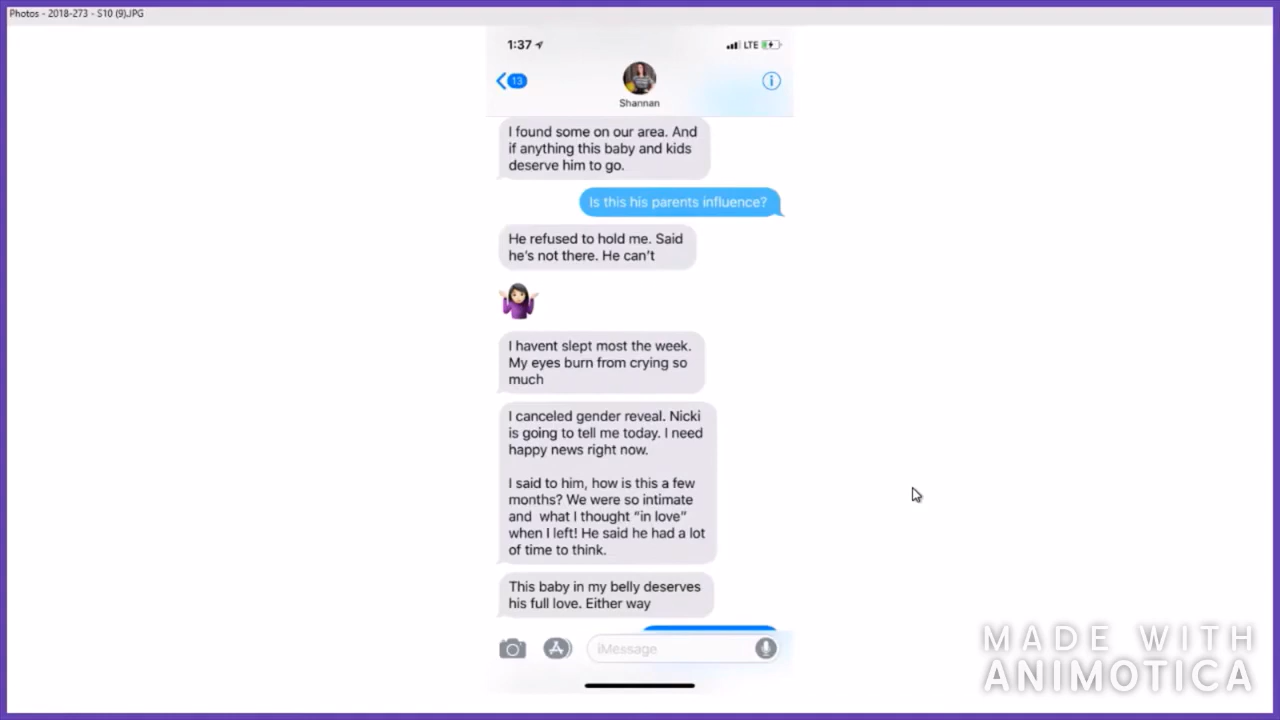 Photos - 2018-273 - S10 (9).JPG
1:37
LTE
13
Shannan
I found some on our area. And
if anything this baby and kids
deserve him to go.
Is this his parents influence?
He refused to hold me. Said
he's not there. He can't
I havent slept most the week.
My eyes burn from crying so
much
I canceled gender reveal. Nicki
is going to tell me today. I need
happy news right now.
I said to him, how is this a few
months? We were so intimate
and what I thought “in love”
when I left! He said he had a lot
of time to think.
This baby in my belly deserves
his full love. Either way
iMessage
MADE WITH
ANIMOTICA